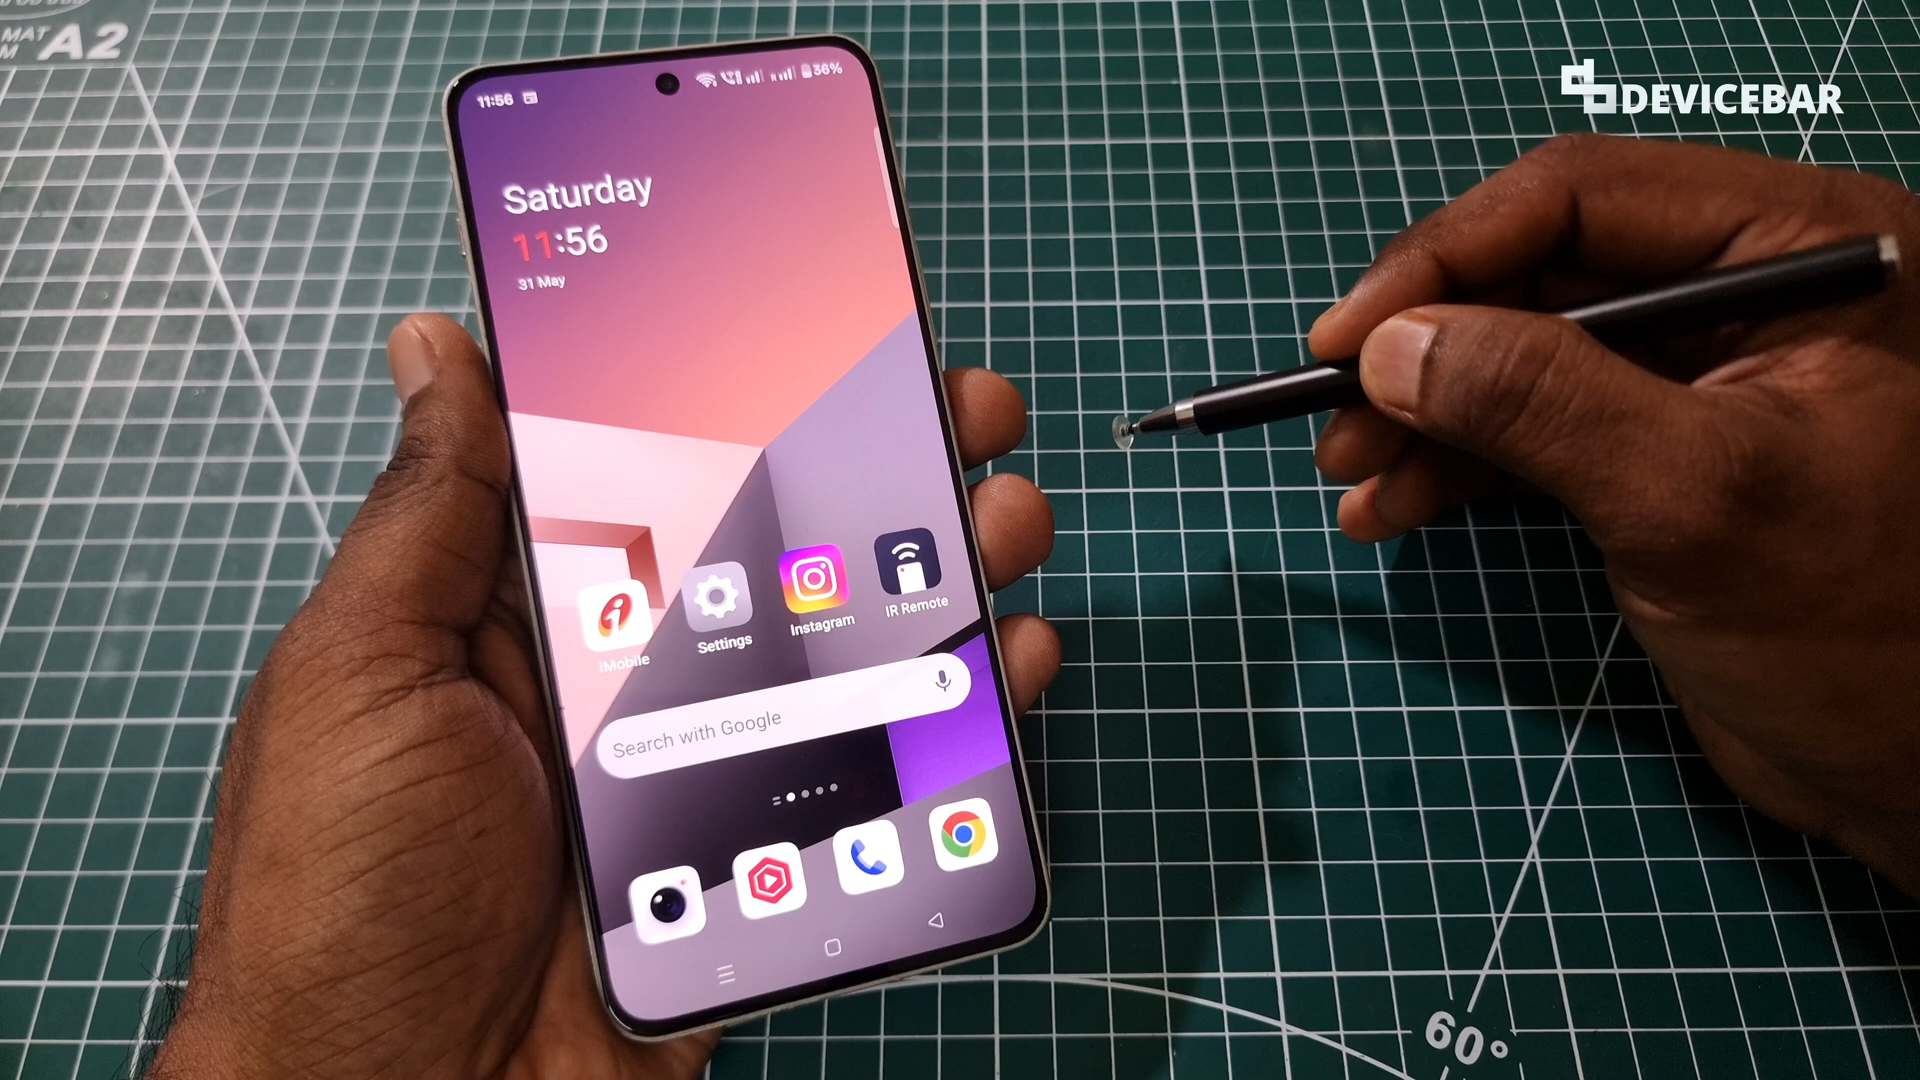 MAT A2
M
DEVICEBAR
11:56
36%
Saturday
11:56
31 May
iMobile
Settings
Instagram
IR Remote
Search with Google
60°